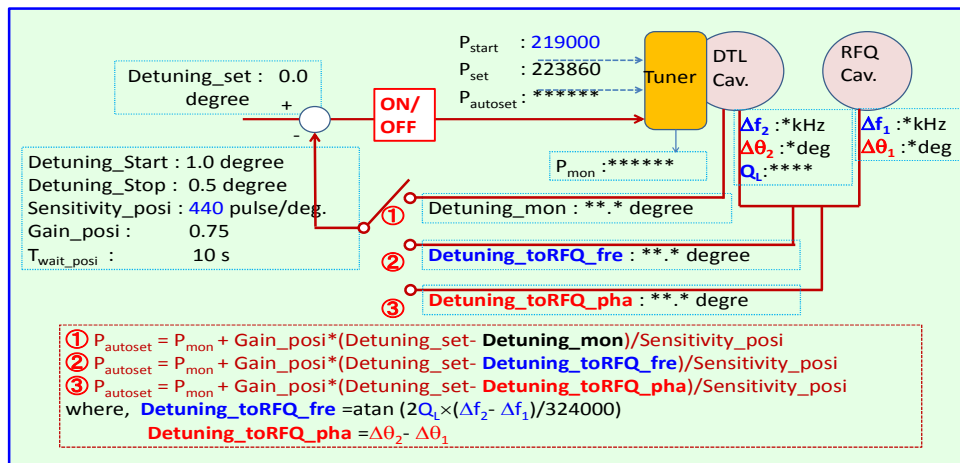 P_start : 219000
P_set : 223860
P_autoset : ******
Tuner
DTL
Cav.
RFQ
Cav.
Detuning_set : 0.0
degree
+
-
ON/
OFF
P_mon :******
Δf₂ :*kHz
Δθ₂ :*deg
Q_L:****
Δf₁ :*kHz
Δθ₁ :*deg
Detuning_Start : 1.0 degree
Detuning_Stop : 0.5 degree
Sensitivity_posi : 440 pulse/deg.
Gain_posi : 0.75
T_wait_posi : 10 s
① Detuning_mon : **.* degree
② Detuning_toRFQ_fre : **.* degree
③ Detuning_toRFQ_pha : **.* degre
① P_autoset = P_mon + Gain_posi*(Detuning_set- Detuning_mon)/Sensitivity_posi
② P_autoset = P_mon + Gain_posi*(Detuning_set- Detuning_toRFQ_fre)/Sensitivity_posi
③ P_autoset = P_mon + Gain_posi*(Detuning_set- Detuning_toRFQ_pha)/Sensitivity_posi
where, Detuning_toRFQ_fre =atan (2Q_L×(Δf₂- Δf₁)/324000)
Detuning_toRFQ_pha =Δθ₂- Δθ₁